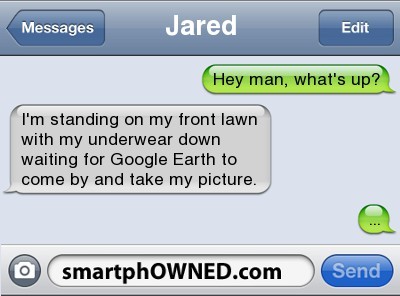 Messages
Jared
Edit
Hey man, what's up?
I'm standing on my front lawn
with my underwear down
waiting for Google Earth to
come by and take my picture.
...
smartphOWNED.com
Send